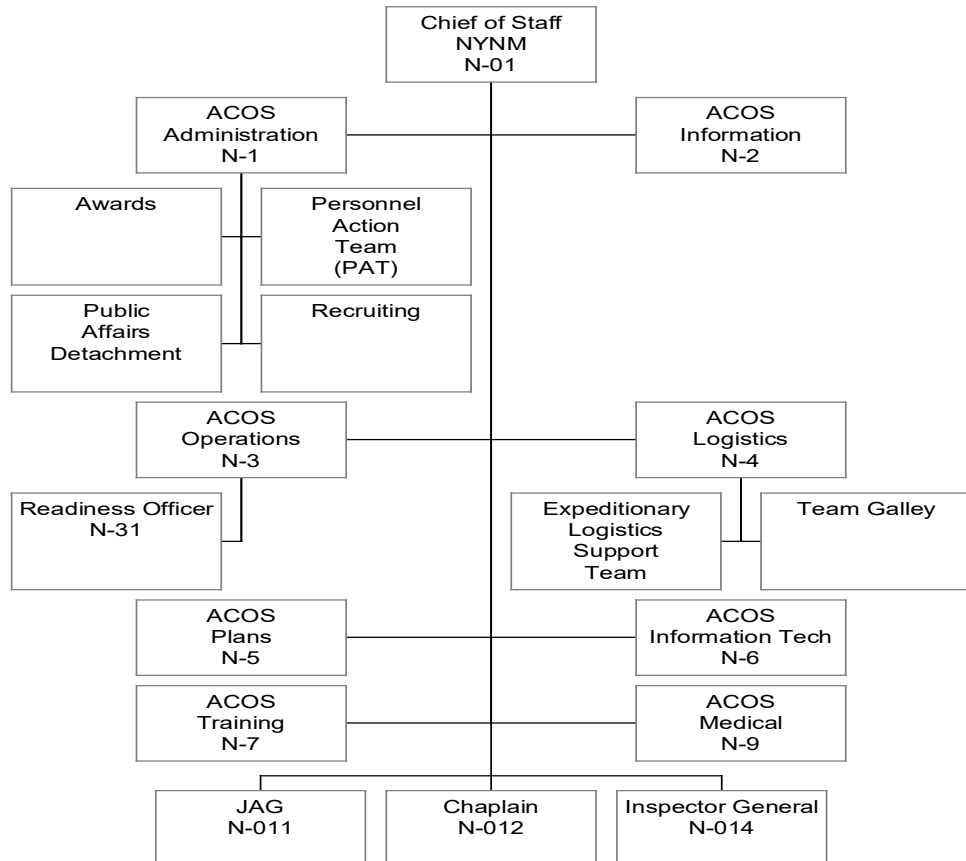 Chief of Staff
NYNM
N-01
ACOS
Administration
N-1
ACOS
Information
N-2
Awards
Personnel
Action
Team
(PAT)
Public
Affairs
Detachment
Recruiting
ACOS
Operations
N-3
ACOS
Logistics
N-4
Readiness Officer
N-31
Expeditionary
Logistics
Support
Team
Team Galley
ACOS
Plans
N-5
ACOS
Information Tech
N-6
ACOS
Training
N-7
ACOS
Medical
N-9
JAG
N-011
Chaplain
N-012
Inspector General
N-014